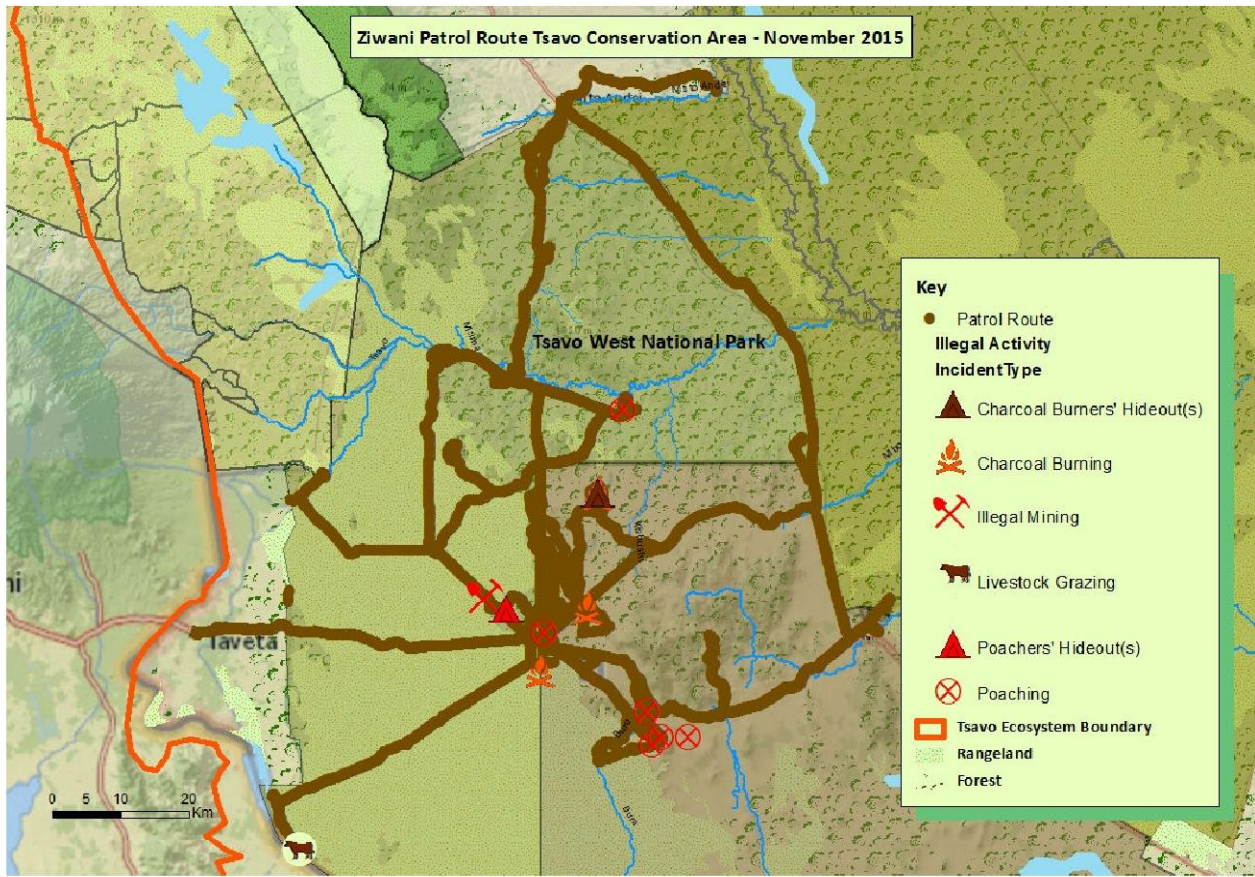 Ziwani Patrol Route Tsavo Conservation Area - November 2015
Tsavo
Tsavo West National Park
Taveta
Bura
Key
Patrol Route
Illegal Activity
IncidentType
Charcoal Burners' Hideout(s)
Charcoal Burning
Illegal Mining
Livestock Grazing
Poachers' Hideout(s)
Poaching
Tsavo Ecosystem Boundary
Rangeland
Forest
0 5 10 20
Km